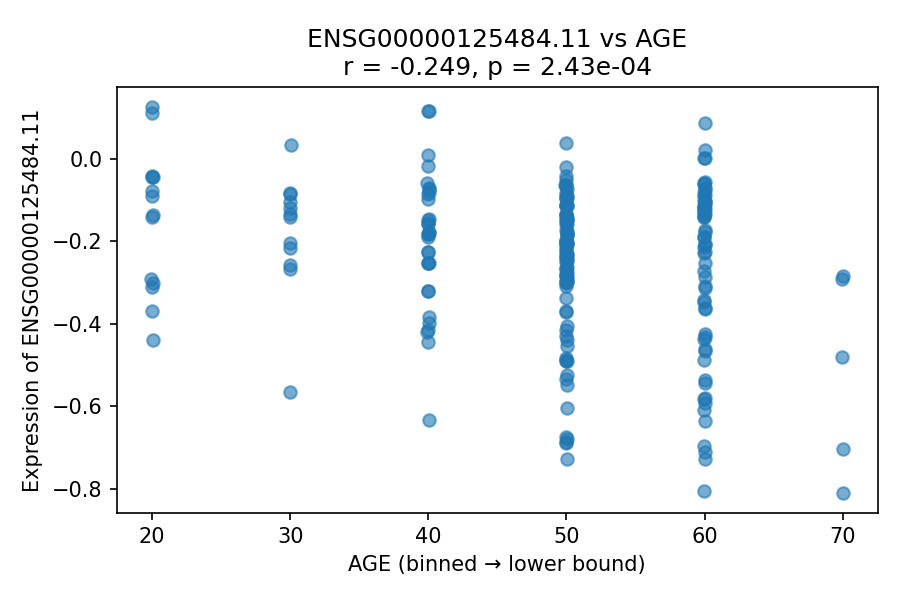 ENSG00000125484.11 vs AGE
r = -0.249, p = 2.43e-04
Expression of ENSG00000125484.11
0.0
−0.2
−0.4
−0.6
−0.8
20 30 40 50 60 70
AGE (binned → lower bound)